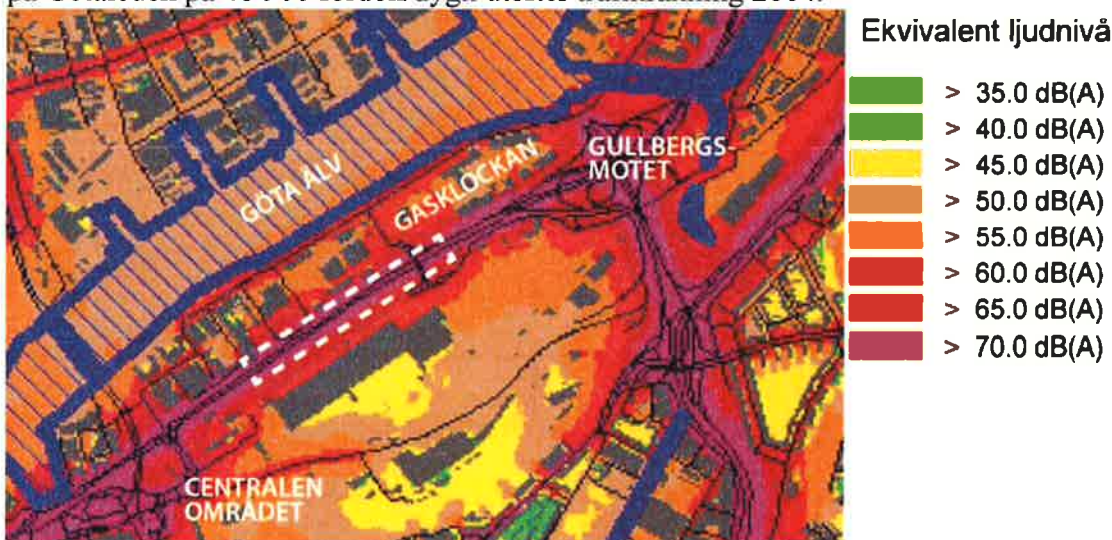 Ekvivalent ljudnivå
> 35.0 dB(A)
> 40.0 dB(A)
> 45.0 dB(A)
> 50.0 dB(A)
> 55.0 dB(A)
> 60.0 dB(A)
> 65.0 dB(A)
> 70.0 dB(A)
GÖTA ÄLV
GASKLOCKAN
GULLBERGS-
MOTET
CENTRALEN
OMRÅDET